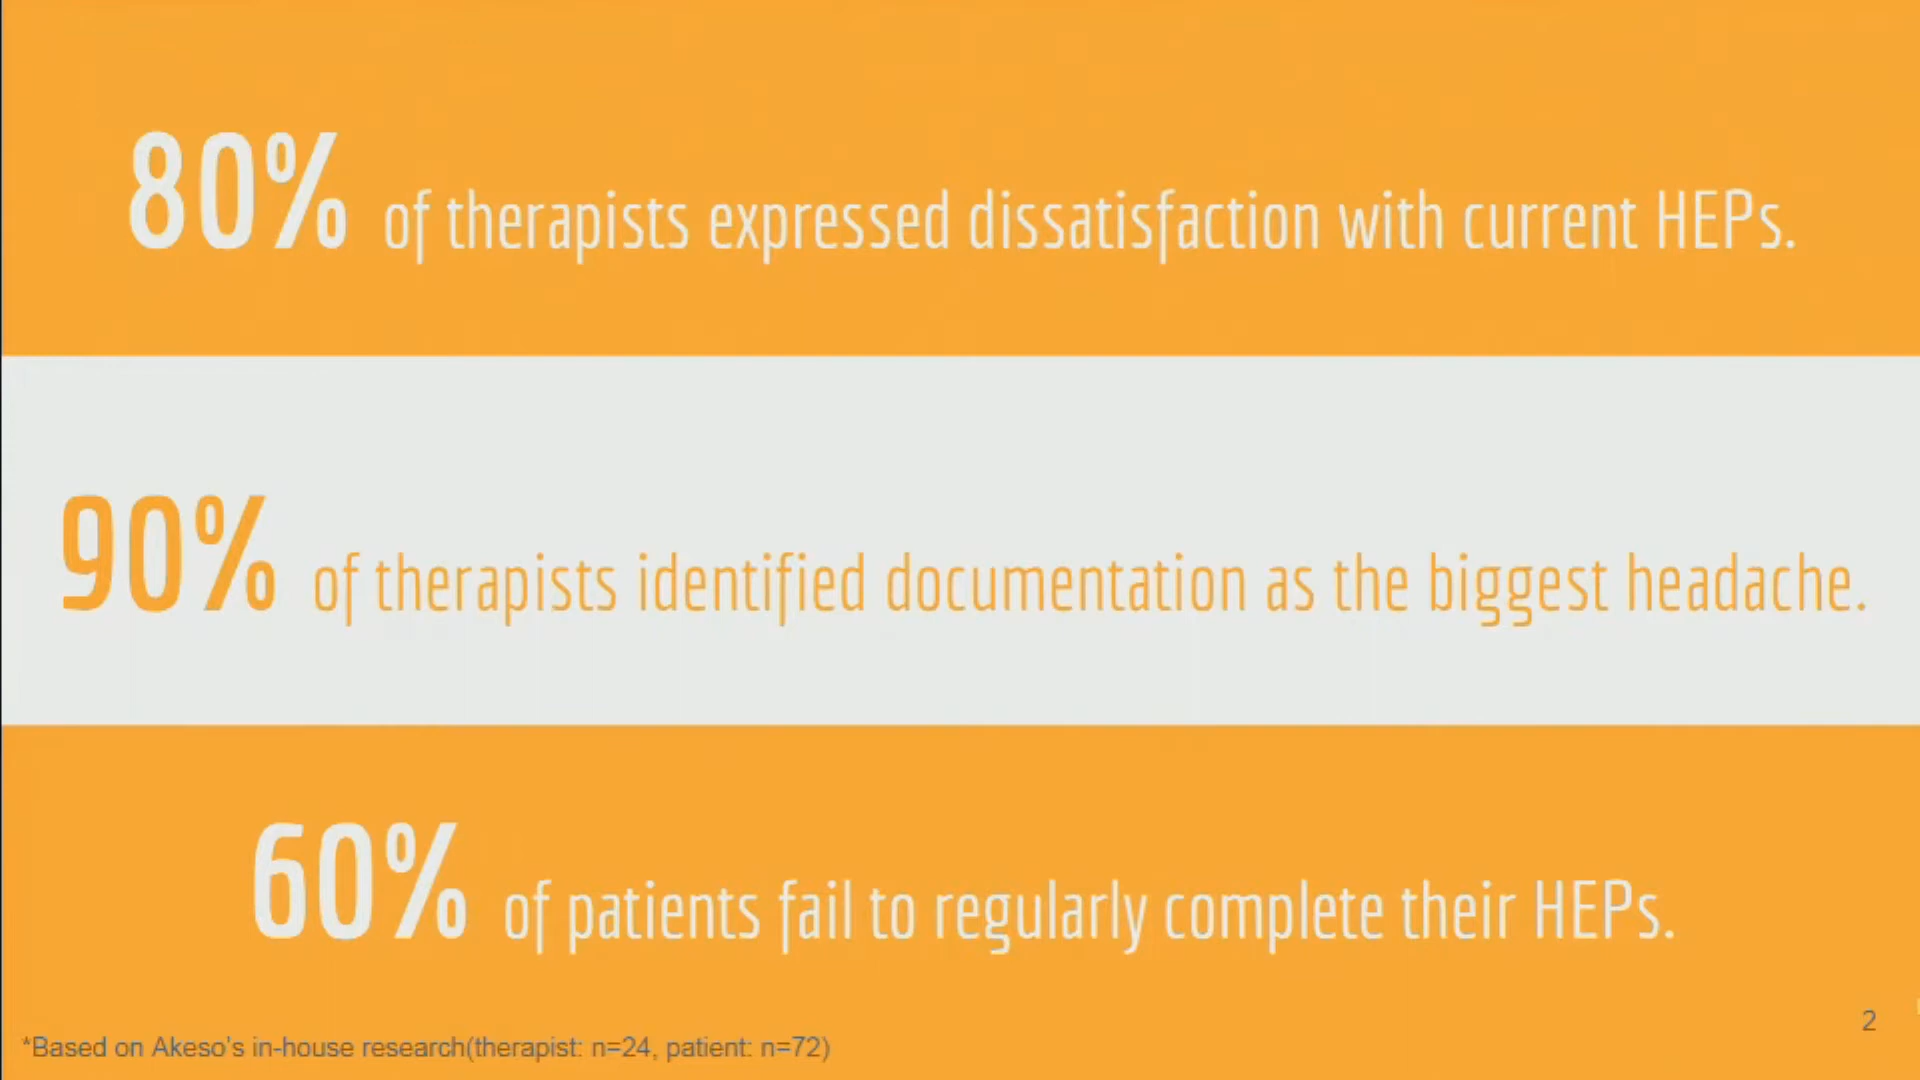 80% of therapists expressed dissatisfaction with current HEPs.
90% of therapists identified documentation as the biggest headache.
60% of patients fail to regularly complete their HEPs.
2
*Based on Akeso's in-house research(therapist: n=24, patient: n=72)